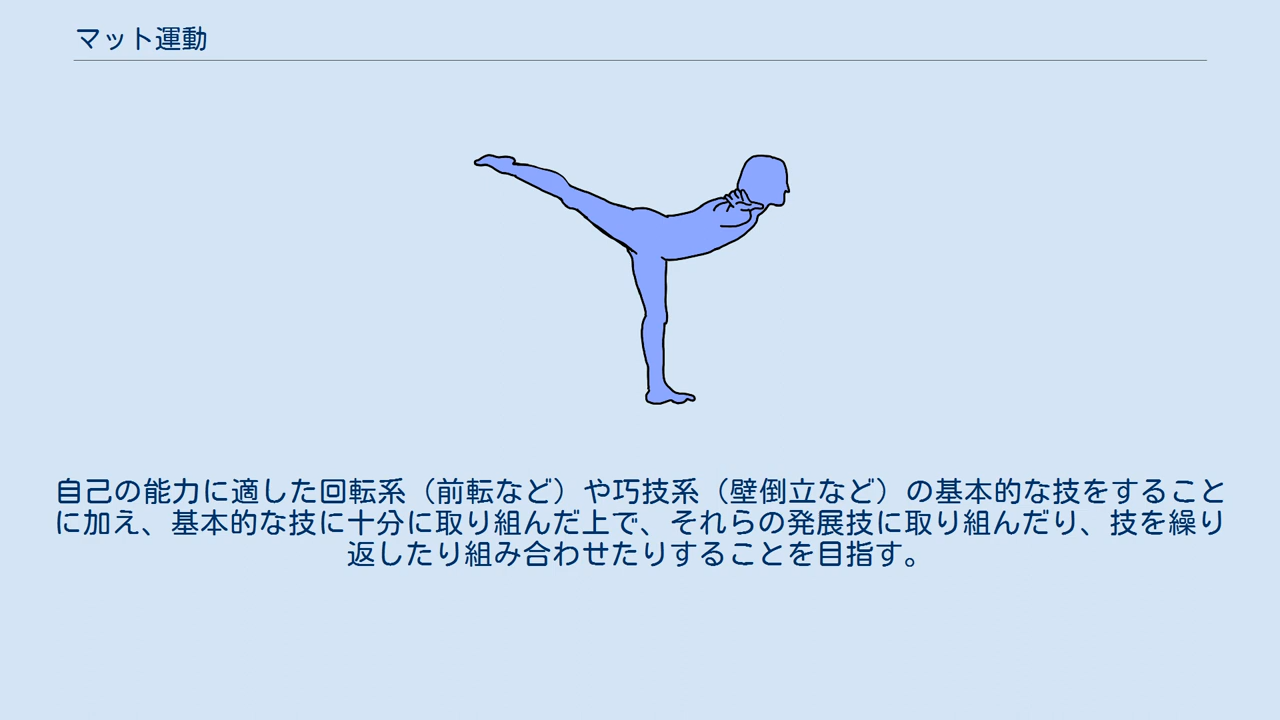 マット運動
自己の能力に適した回転系（前転など）や巧技系（壁倒立など）の基本的な技をすること
に加え、基本的な技に十分に取り組んだ上で、それらの発展技に取り組んだり、技を繰り
返したり組み合わせたりすることを目指す。